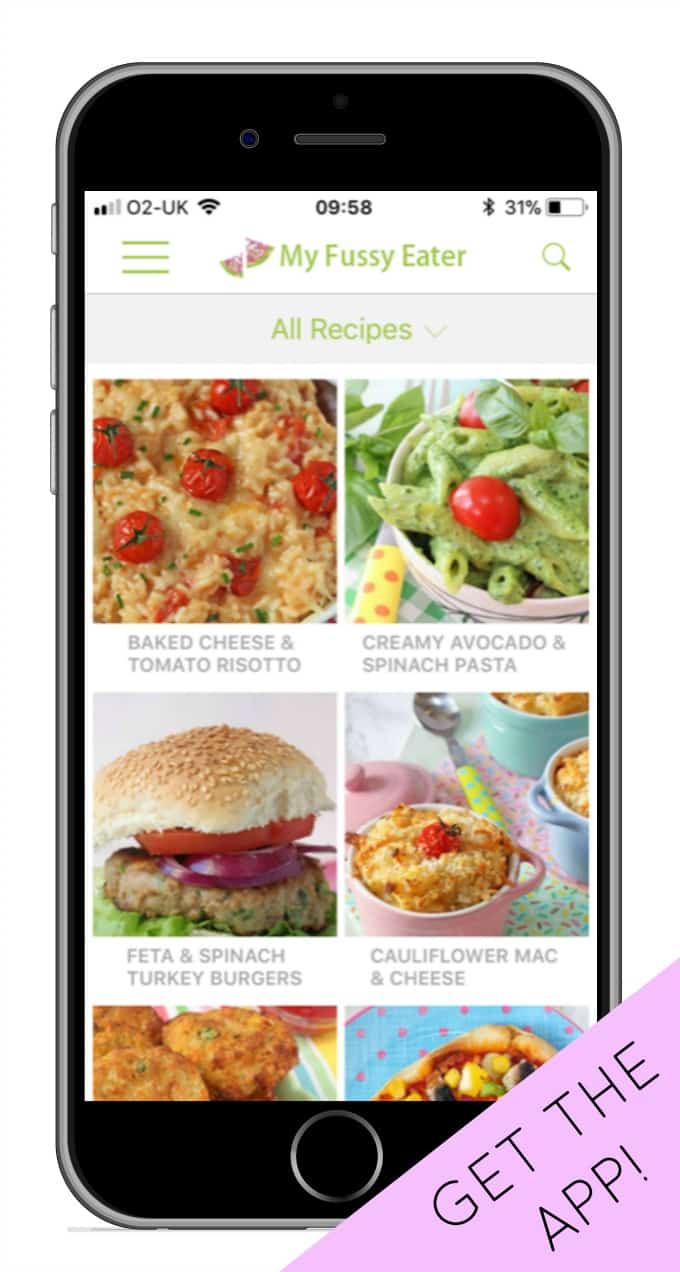 O2-UK 09:58 31%
My Fussy Eater
All Recipes
BAKED CHEESE &
TOMATO RISOTTO
CREAMY AVOCADO &
SPINACH PASTA
FETA & SPINACH
TURKEY BURGERS
CAULIFLOWER MAC
& CHEESE
GET THE
APP!